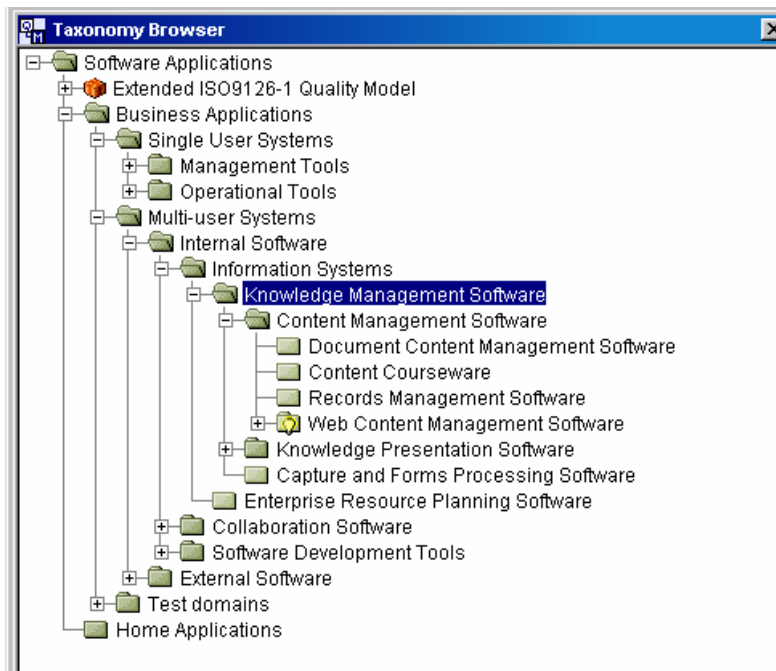 Taxonomy Browser
Software Applications
Extended ISO9126-1 Quality Model
Business Applications
Single User Systems
Management Tools
Operational Tools
Multi-user Systems
Internal Software
Information Systems
Knowledge Management Software
Content Management Software
Document Content Management Software
Content Courseware
Records Management Software
Web Content Management Software
Knowledge Presentation Software
Capture and Forms Processing Software
Enterprise Resource Planning Software
Collaboration Software
Software Development Tools
External Software
Test domains
Home Applications